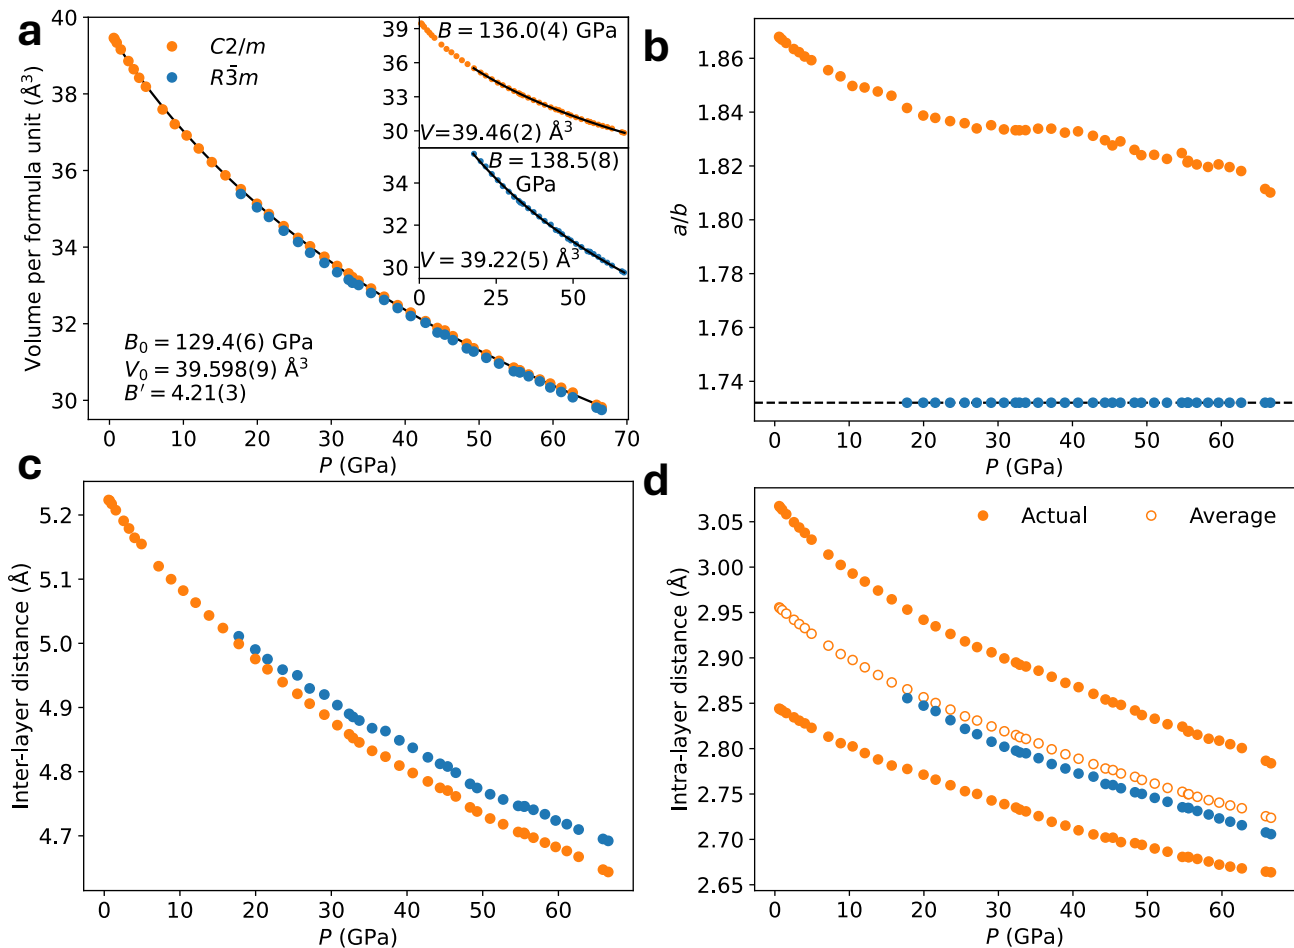 a
40
39
38
37
36
35
34
33
32
31
30
Volume per formula unit (Å³)
C2/m
R3̄m
B₀ = 129.4(6) GPa
V₀ = 39.598(9) Å³
B′ = 4.21(3)
39
36
33
30
B = 136.0(4) GPa
V = 39.46(2) Å³
34
32
30
B = 138.5(8)
GPa
V = 39.22(5) Å³
0 25 50
0 10 20 30 40 50 60 70
P (GPa)
b
1.86
1.84
1.82
1.80
1.78
1.76
1.74
a/b
0 10 20 30 40 50 60
P (GPa)
c
5.2
5.1
5.0
4.9
4.8
4.7
Inter-layer distance (Å)
0 10 20 30 40 50 60
P (GPa)
d
Actual Average
3.05
3.00
2.95
2.90
2.85
2.80
2.75
2.70
2.65
Intra-layer distance (Å)
0 10 20 30 40 50 60
P (GPa)